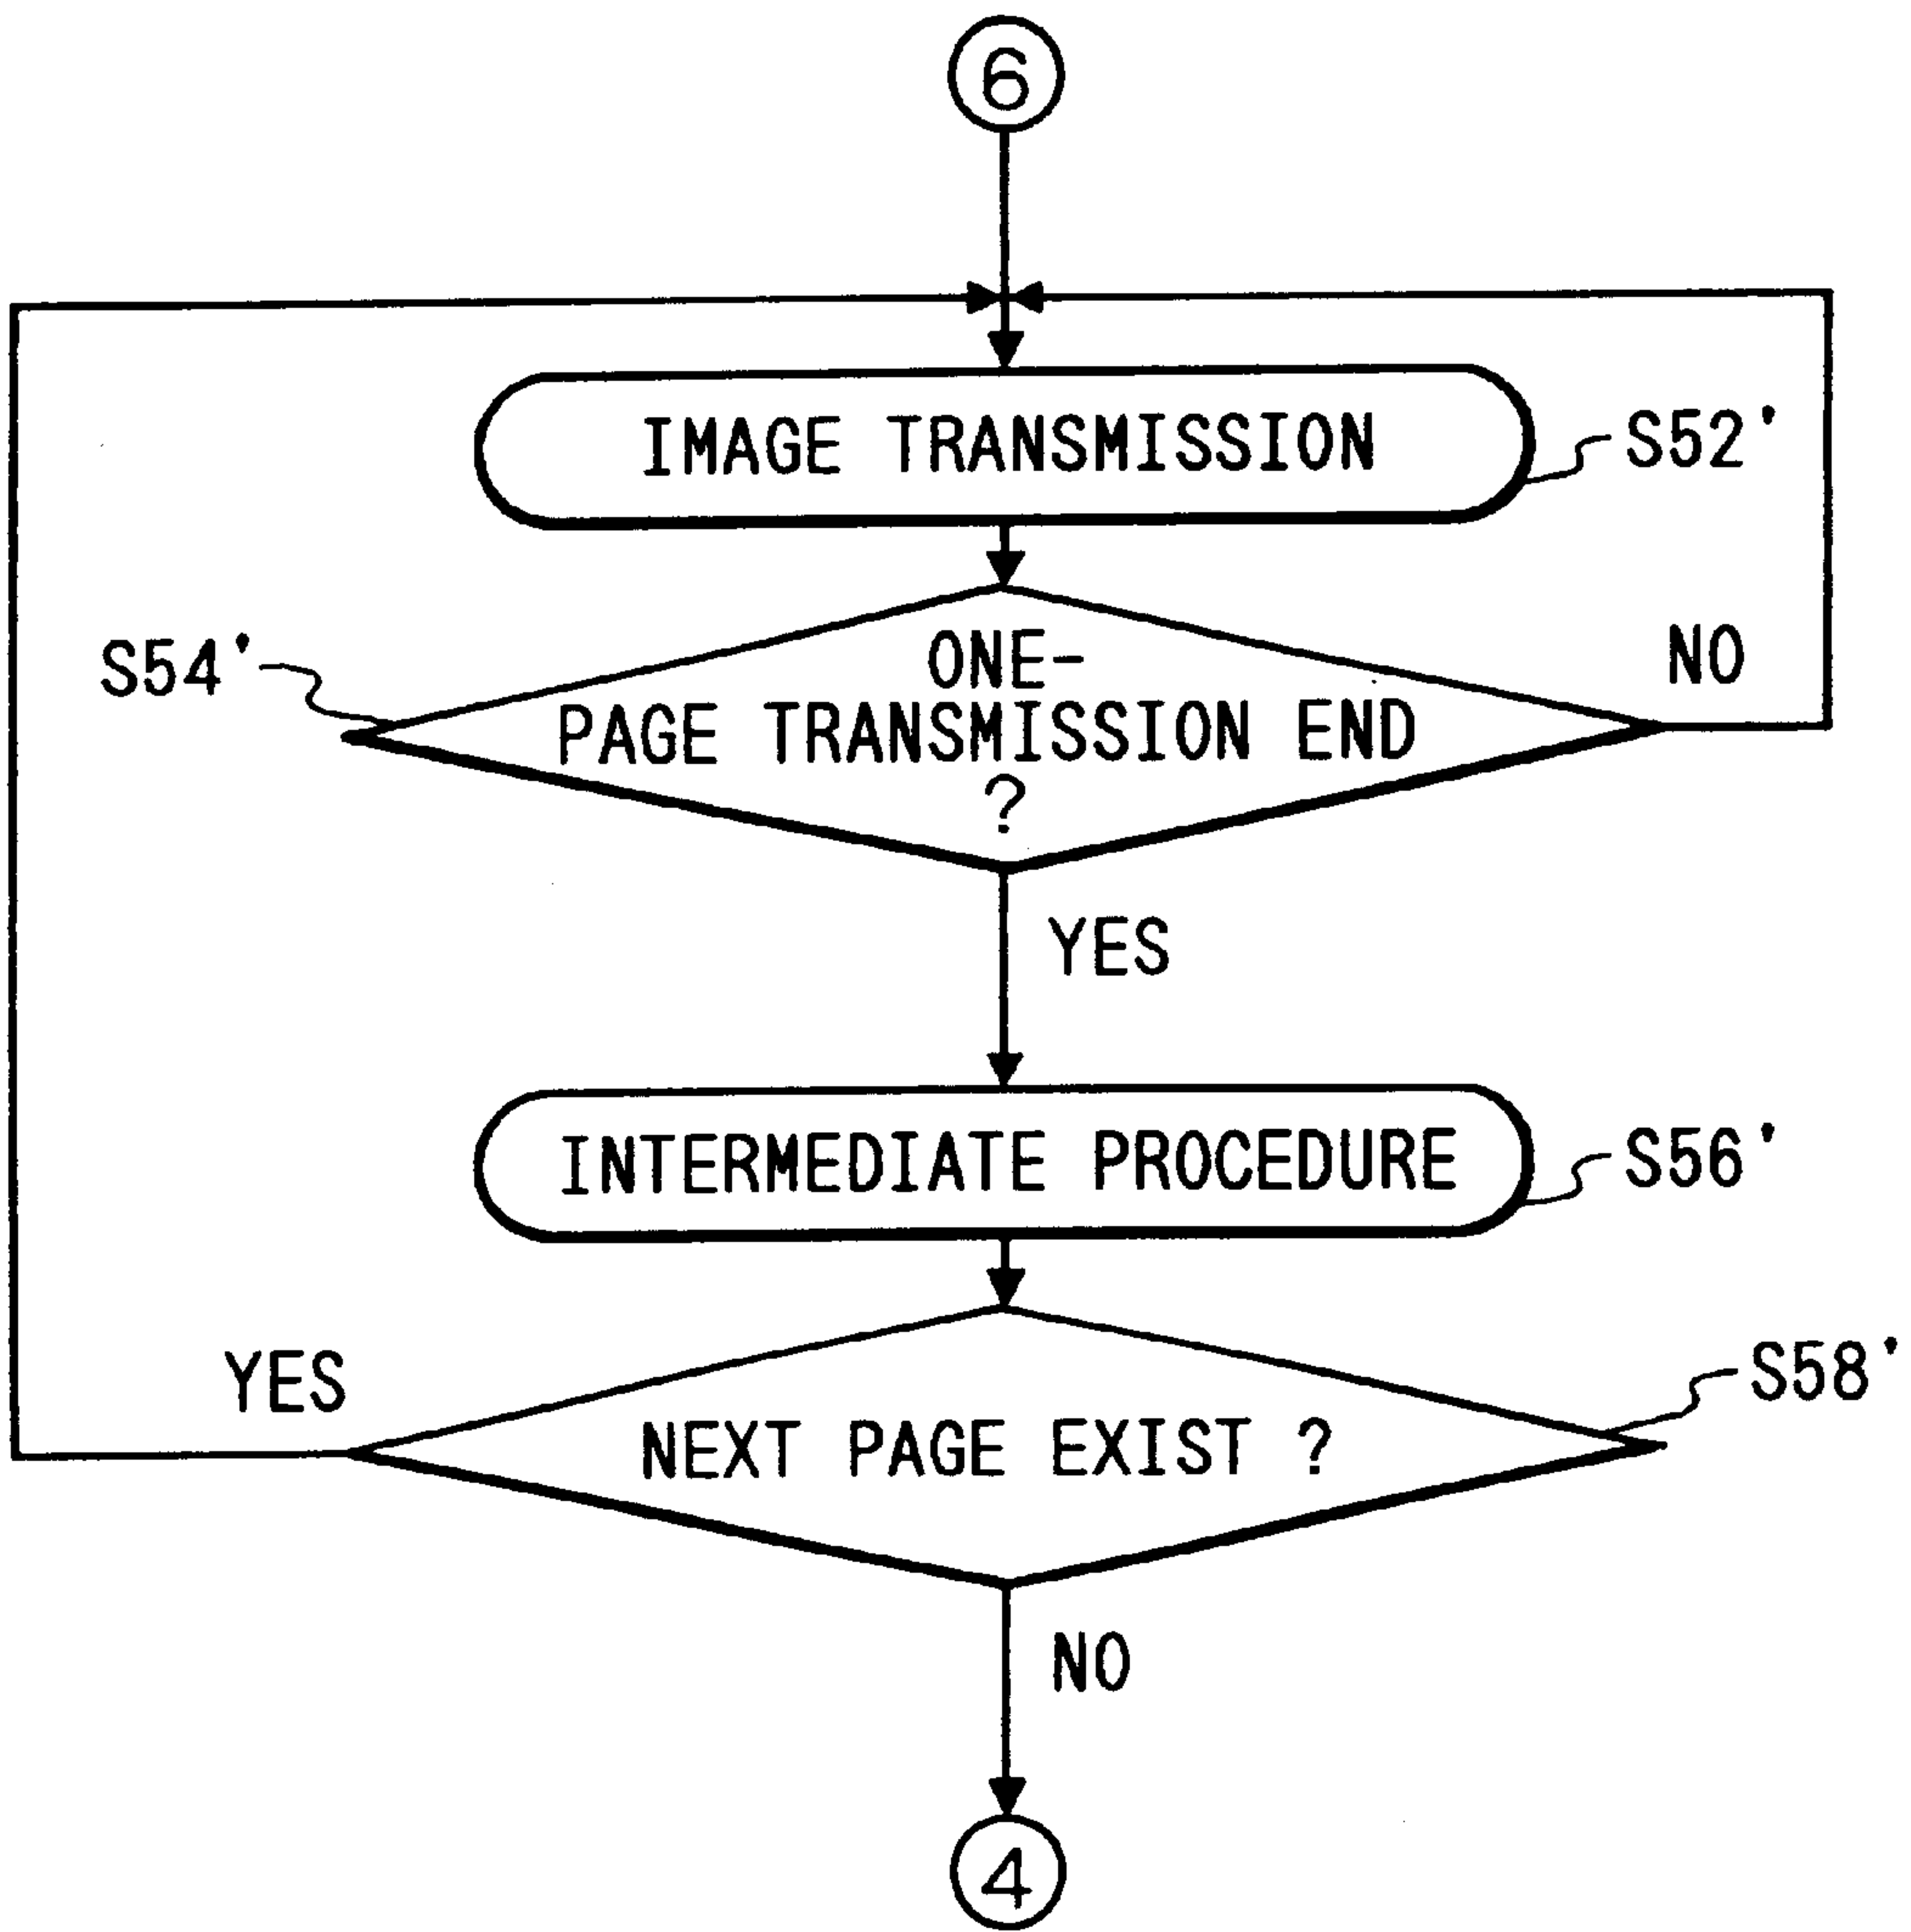 6
IMAGE TRANSMISSION
S52'
S54'
ONE-
PAGE TRANSMISSION END
?
NO
YES
INTERMEDIATE PROCEDURE
S56'
YES
S58'
NEXT PAGE EXIST ?
NO
4